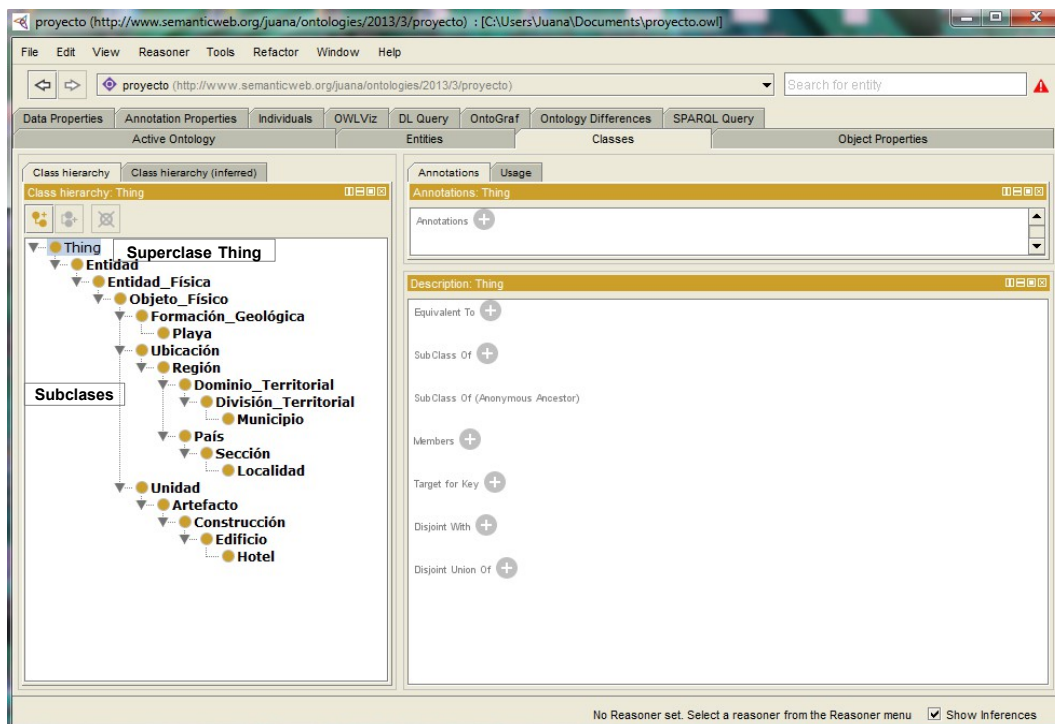 proyecto (http://www.semanticweb.org/juana/ontologies/2013/3/proyecto) : [C:\Users\Juana\Documents\proyecto.owl]
File Edit View Reasoner Tools Refactor Window Help
proyecto (http://www.semanticweb.org/juana/ontologies/2013/3/proyecto) Search for entity
Data Properties Annotation Properties Individuals OWLViz DL Query OntoGraf Ontology Differences SPARQL Query
Active Ontology Entities Classes Object Properties
Class hierarchy Class hierarchy (inferred)
Class hierarchy: Thing
Thing
Superclase Thing
Entidad
Entidad_Física
Objeto_Físico
Formación_Geológica
Playa
Ubicación
Región
Dominio_Territorial
Subclases
División_Territorial
Municipio
País
Sección
Localidad
Unidad
Artefacto
Construcción
Edificio
Hotel
Annotations Usage
Annotations: Thing
Annotations
Description: Thing
Equivalent To
SubClass Of
SubClass Of (Anonymous Ancestor)
Members
Target for Key
Disjoint With
Disjoint Union Of
No Reasoner set. Select a reasoner from the Reasoner menu Show Inferences